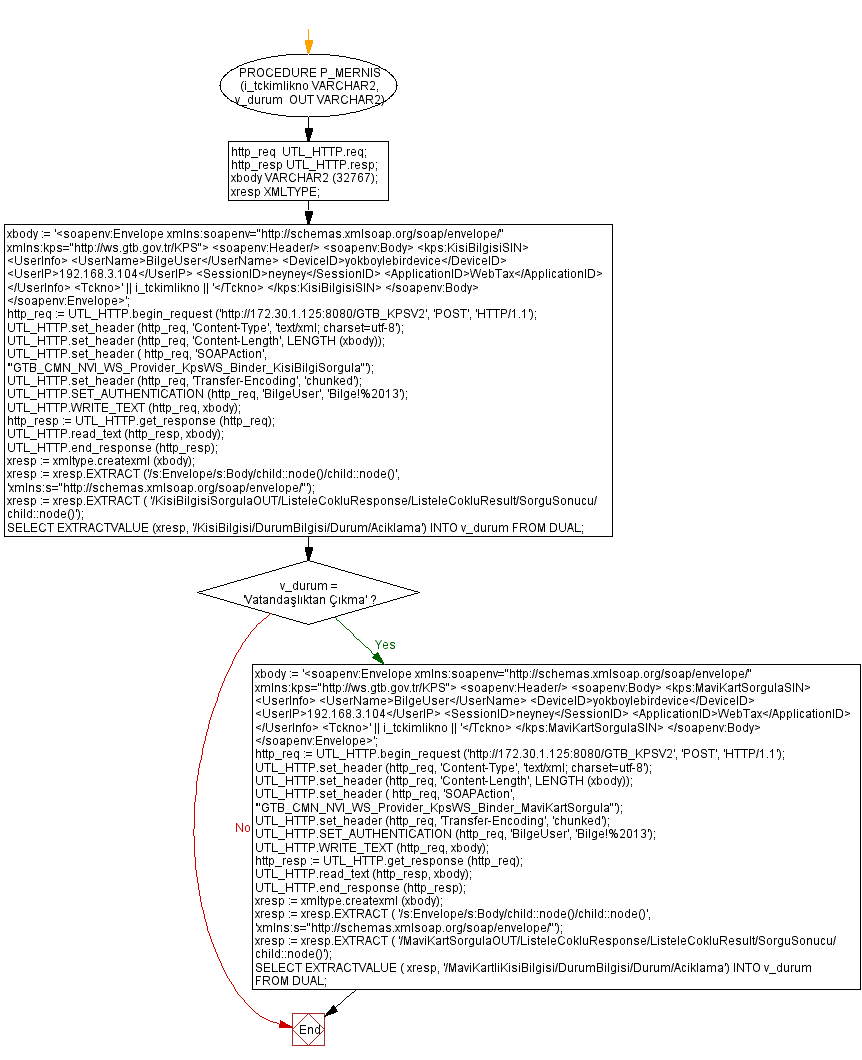 PROCEDURE P_MERNIS
(i_tckimlikno VARCHAR2,
v_durum  OUT VARCHAR2)
http_req  UTL_HTTP.req;
http_resp UTL_HTTP.resp;
xbody VARCHAR2 (32767);
xresp XMLTYPE;
xbody := '<soapenv:Envelope xmlns:soapenv="http://schemas.xmlsoap.org/soap/envelope/"
xmlns:kps="http://ws.gtb.gov.tr/KPS"> <soapenv:Header/> <soapenv:Body> <kps:KisiBilgisiSIN>
<UserInfo> <UserName>BilgeUser</UserName> <DeviceID>yokboylebirdevice</DeviceID>
<UserIP>192.168.3.104</UserIP> <SessionID>neyney</SessionID> <ApplicationID>WebTax</ApplicationID>
</UserInfo> <Tckno>' || i_tckimlikno || '</Tckno> </kps:KisiBilgisiSIN> </soapenv:Body>
</soapenv:Envelope>';
http_req := UTL_HTTP.begin_request ('http://172.30.1.125:8080/GTB_KPSV2', 'POST', 'HTTP/1.1');
UTL_HTTP.set_header (http_req, 'Content-Type', 'text/xml; charset=utf-8');
UTL_HTTP.set_header (http_req, 'Content-Length', LENGTH (xbody));
UTL_HTTP.set_header ( http_req, 'SOAPAction',
'"GTB_CMN_NVI_WS_Provider_KpsWS_Binder_KisiBilgiSorgula"');
UTL_HTTP.set_header (http_req, 'Transfer-Encoding', 'chunked');
UTL_HTTP.SET_AUTHENTICATION (http_req, 'BilgeUser', 'Bilge!%2013');
UTL_HTTP.WRITE_TEXT (http_req, xbody);
http_resp := UTL_HTTP.get_response (http_req);
UTL_HTTP.read_text (http_resp, xbody);
UTL_HTTP.end_response (http_resp);
xresp := xmltype.createxml (xbody);
xresp := xresp.EXTRACT ('/s:Envelope/s:Body/child::node()/child::node()',
'xmlns:s="http://schemas.xmlsoap.org/soap/envelope/"');
xresp := xresp.EXTRACT ( '/KisiBilgisiSorgulaOUT/ListeleCokluResponse/ListeleCokluResult/SorguSonucu/
child::node()');
SELECT EXTRACTVALUE (xresp, '/KisiBilgisi/DurumBilgisi/Durum/Aciklama') INTO v_durum FROM DUAL;
v_durum =
'Vatandaşlıktan Çıkma' ?
Yes
xbody := '<soapenv:Envelope xmlns:soapenv="http://schemas.xmlsoap.org/soap/envelope/"
xmlns:kps="http://ws.gtb.gov.tr/KPS"> <soapenv:Header/> <soapenv:Body> <kps:MaviKartSorgulaSIN>
<UserInfo> <UserName>BilgeUser</UserName> <DeviceID>yokboylebirdevice</DeviceID>
<UserIP>192.168.3.104</UserIP> <SessionID>neyney</SessionID> <ApplicationID>WebTax</ApplicationID>
</UserInfo> <Tckno>' || i_tckimlikno || '</Tckno> </kps:MaviKartSorgulaSIN> </soapenv:Body>
</soapenv:Envelope>';
http_req := UTL_HTTP.begin_request ('http://172.30.1.125:8080/GTB_KPSV2', 'POST', 'HTTP/1.1');
UTL_HTTP.set_header (http_req, 'Content-Type', 'text/xml; charset=utf-8');
UTL_HTTP.set_header (http_req, 'Content-Length', LENGTH (xbody));
UTL_HTTP.set_header ( http_req, 'SOAPAction',
'"GTB_CMN_NVI_WS_Provider_KpsWS_Binder_MaviKartSorgula"');
UTL_HTTP.set_header (http_req, 'Transfer-Encoding', 'chunked');
No
UTL_HTTP.SET_AUTHENTICATION (http_req, 'BilgeUser', 'Bilge!%2013');
UTL_HTTP.WRITE_TEXT (http_req, xbody);
http_resp := UTL_HTTP.get_response (http_req);
UTL_HTTP.read_text (http_resp, xbody);
UTL_HTTP.end_response (http_resp);
xresp := xmltype.createxml (xbody);
xresp := xresp.EXTRACT ( '/s:Envelope/s:Body/child::node()/child::node()',
'xmlns:s="http://schemas.xmlsoap.org/soap/envelope/"');
xresp := xresp.EXTRACT ( '/MaviKartSorgulaOUT/ListeleCokluResponse/ListeleCokluResult/SorguSonucu/
child::node()');
SELECT EXTRACTVALUE ( xresp, '/MaviKartliKisiBilgisi/DurumBilgisi/Durum/Aciklama') INTO v_durum
FROM DUAL;
End